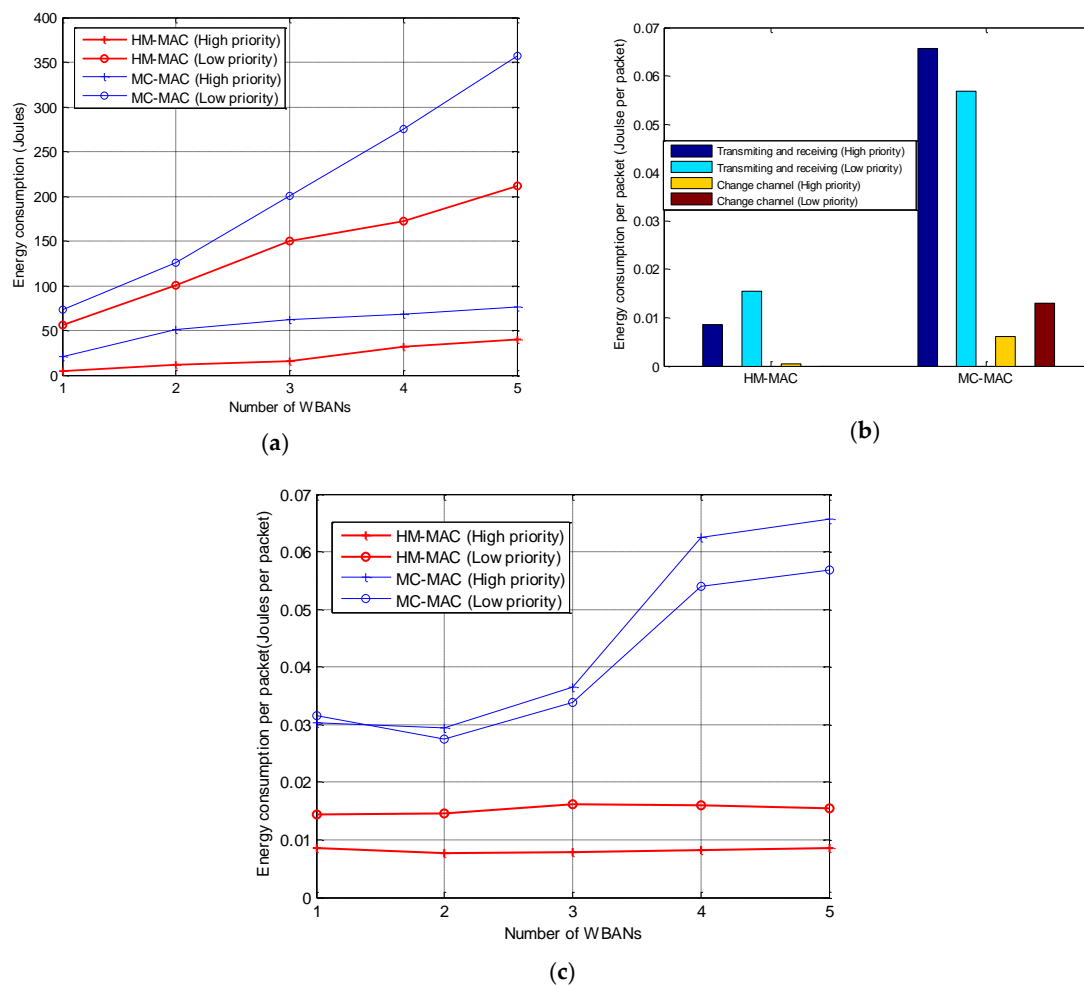 400
350
300
250
200
150
100
50
0
Energy consumption (Joules)
HM-MAC (High priority)
HM-MAC (Low priority)
MC-MAC (High priority)
MC-MAC (Low priority)
1 2 3 4 5
Number of WBANs
(a)
0.07
0.06
0.05
0.04
0.03
0.02
0.01
0
Energy consumption per packet (Joulse per packet)
Transmiting and receiving (High priority)
Transmiting and receiving (Low priority)
Change channel (High priority)
Change channel (Low priority)
HM-MAC MC-MAC
(b)
0.07
0.06
0.05
0.04
0.03
0.02
0.01
0
Energy consumption per packet(Joules per packet)
HM-MAC (High priority)
HM-MAC (Low priority)
MC-MAC (High priority)
MC-MAC (Low priority)
1 2 3 4 5
Number of WBANs
(c)